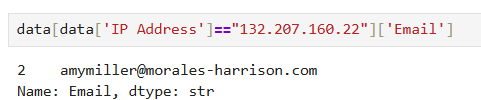 data[data['IP Address']=="132.207.160.22"]['Email']
2    amymiller@morales-harrison.com
Name: Email, dtype: str